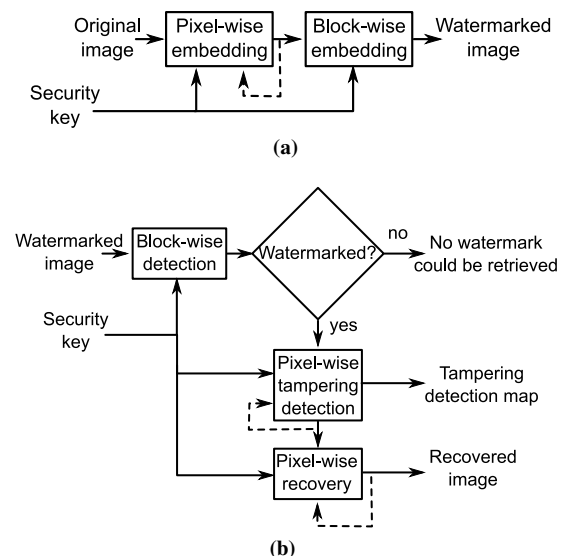 Original image
Pixel-wise embedding
Block-wise embedding
Watermarked image
Security key
(a)
Watermarked image
Block-wise detection
Watermarked?
no
No watermark could be retrieved
Security key
yes
Pixel-wise tampering detection
Tampering detection map
Pixel-wise recovery
Recovered image
(b)